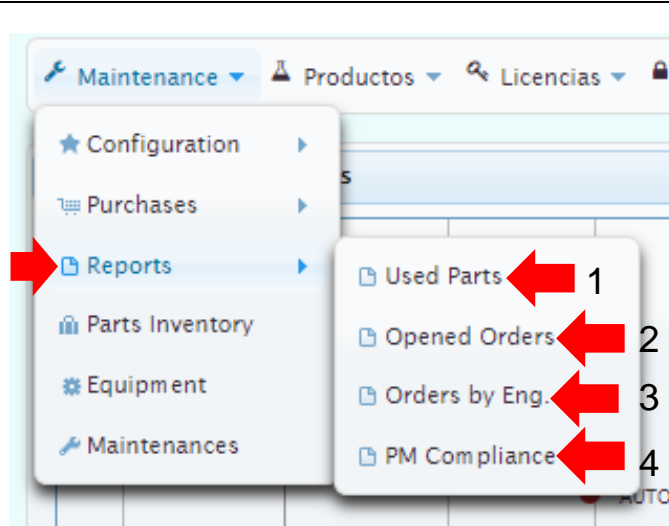 Maintenance Productos Licencias
Configuration
s
Purchases
Reports
Used Parts 1
Parts Inventory
Opened Orders 2
Equipment
Orders by Eng. 3
Maintenances
PM Compliance 4
AUTO